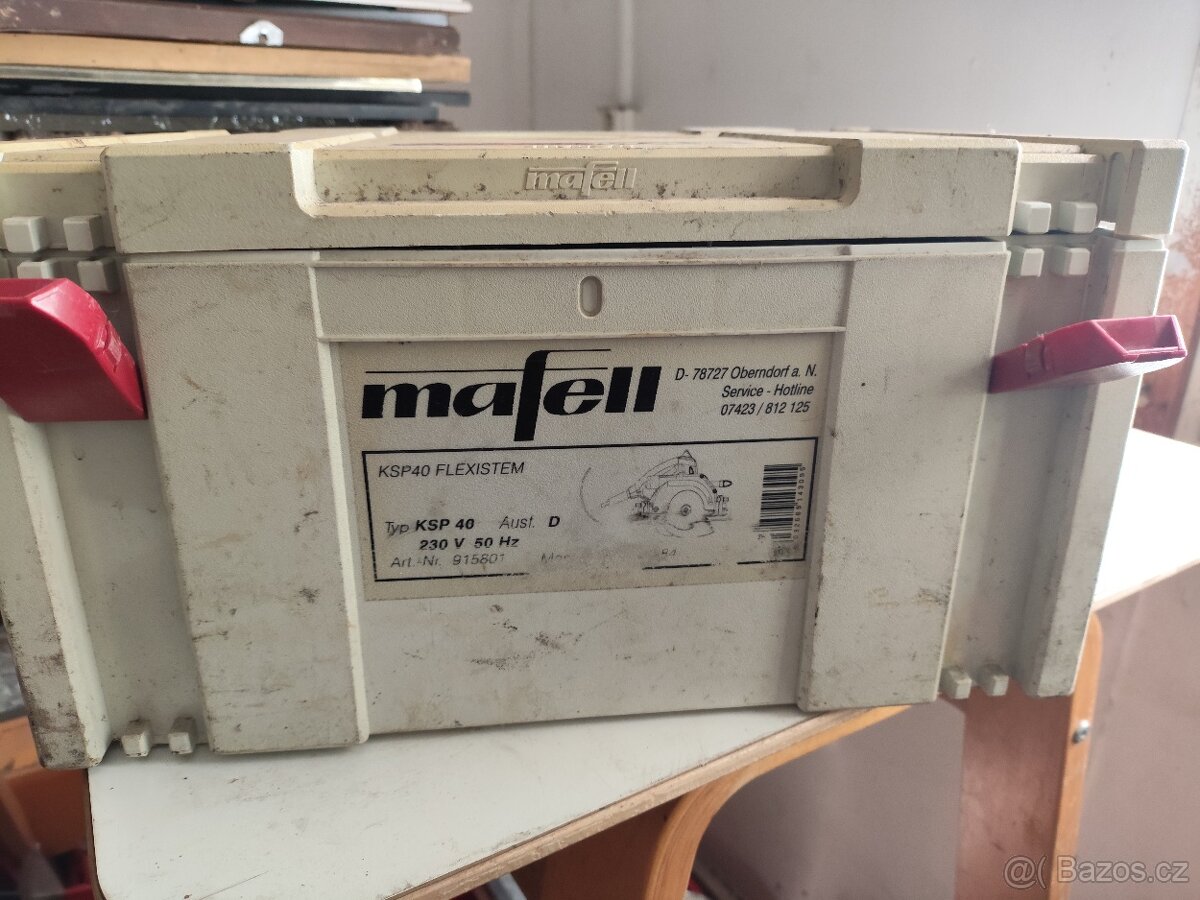 mafell
mafell
D- 78727 Oberndorf a. N.
Service - Hotline
07423 / 812 125
KSP40 FLEXISTEM
Typ KSP 40 Ausf. D
230 V 50 Hz
Art.-Nr. 915801
Bazos.cz